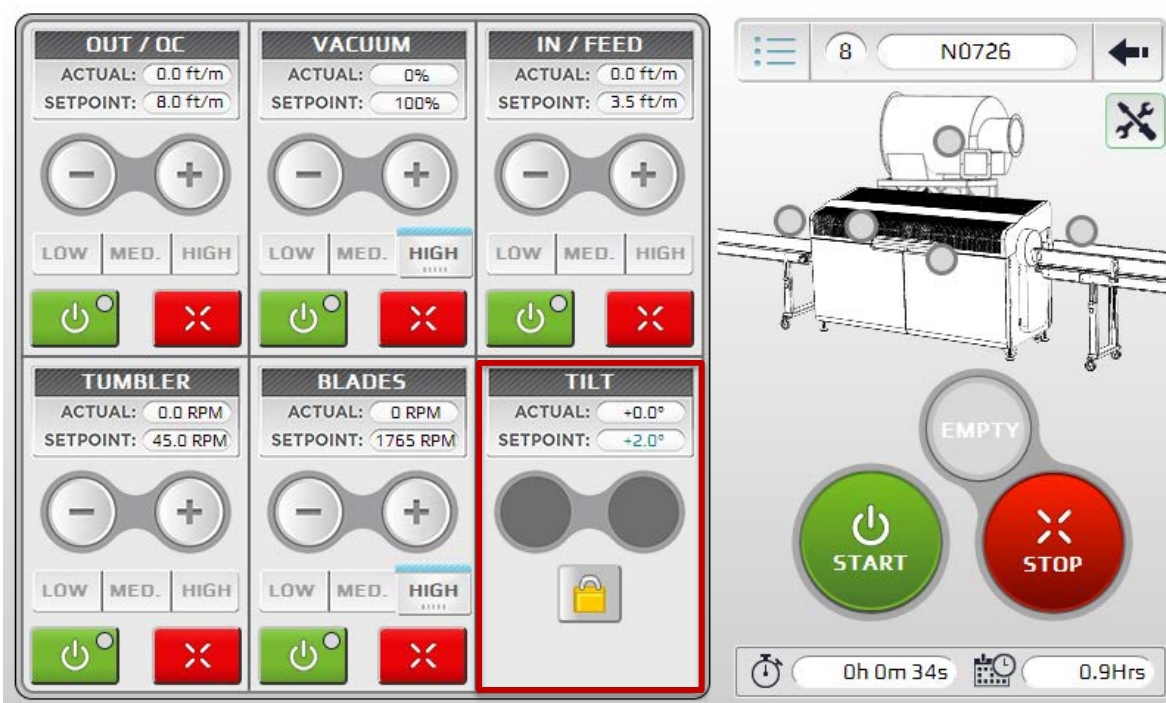 OUT / QC
ACTUAL: 0.0 ft/m
SETPOINT: 8.0 ft/m
LOW MED. HIGH
VACUUM
ACTUAL: 0%
SETPOINT: 100%
LOW MED. HIGH
IN / FEED
ACTUAL: 0.0 ft/m
SETPOINT: 3.5 ft/m
LOW MED. HIGH
TUMBLER
ACTUAL: 0.0 RPM
SETPOINT: 45.0 RPM
LOW MED. HIGH
BLADES
ACTUAL: 0 RPM
SETPOINT: 1765 RPM
LOW MED. HIGH
TILT
ACTUAL: +0.0°
SETPOINT: +2.0°
8 N0726
EMPTY
START
STOP
0h 0m 34s 0.9Hrs